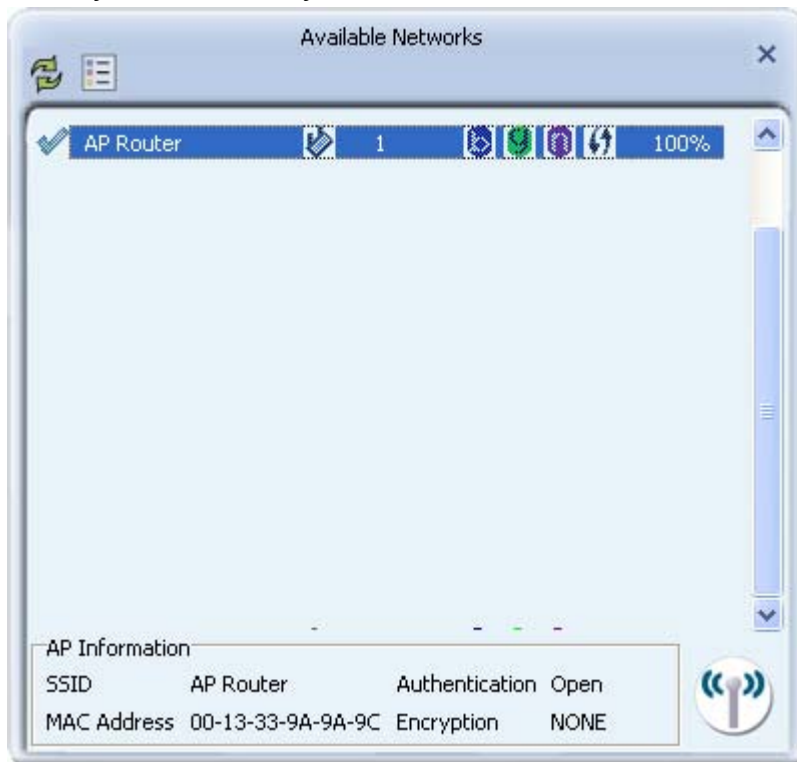 Available Networks
AP Router 1 b g n 100%
AP Information
SSID AP Router Authentication Open
MAC Address 00-13-33-9A-9A-9C Encryption NONE